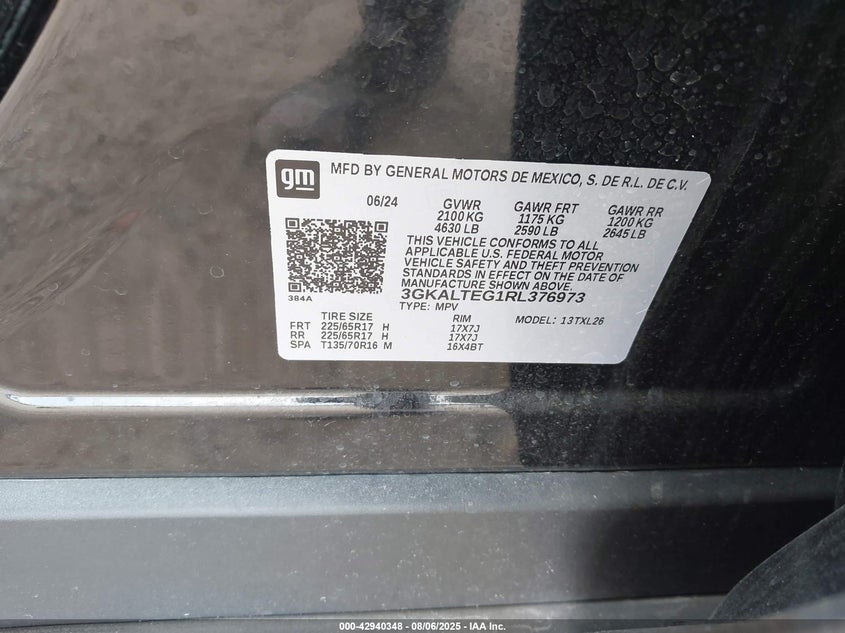 gm
MFD BY GENERAL MOTORS DE MEXICO, S. DE R.L. DE C.V.
06/24 GVWR GAWR FRT GAWR RR
2100 KG 1175 KG 1200 KG
4630 LB 2590 LB 2645 LB
THIS VEHICLE CONFORMS TO ALL
APPLICABLE U.S. FEDERAL MOTOR
VEHICLE SAFETY AND THEFT PREVENTION
STANDARDS IN EFFECT ON THE DATE OF
MANUFACTURE SHOWN ABOVE.
384A
3GKALTEG1RL376973
TYPE: MPV
TIRE SIZE RIM MODEL: 13TXL26
FRT 225/65R17 H 17X7J
RR 225/65R17 H 17X7J
SPA T135/70R16 M 16X4BT
000-42940348 - 08/06/2025 - IAA Inc.